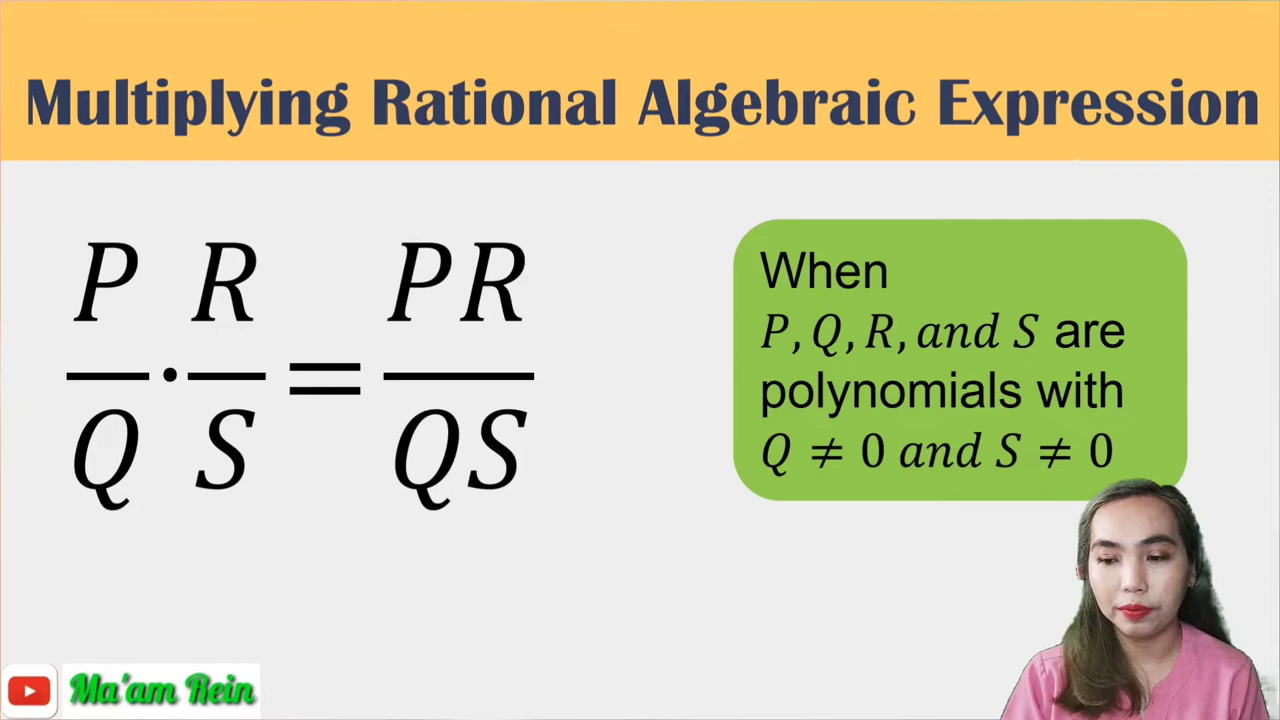 Multiplying Rational Algebraic Expression
P/Q · R/S = PR/QS
When
P, Q, R, and S are
polynomials with
Q ≠ 0 and S ≠ 0
Ma'am Rein